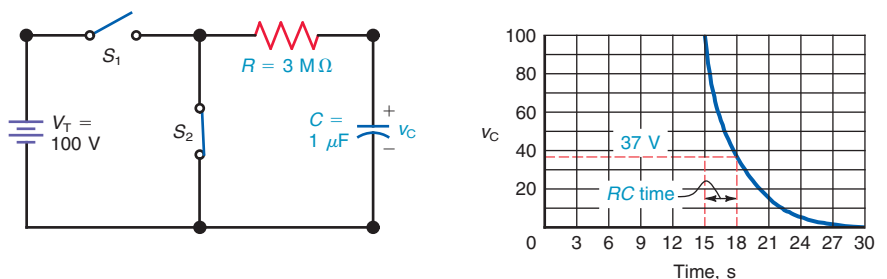 S1
R = 3 MΩ
VT =
100 V
S2
C =
1 μF
+
vC
−
100
80
60
vC
37 V
40
20
RC time
0 3 6 9 12 15 18 21 24 27 30
Time, s